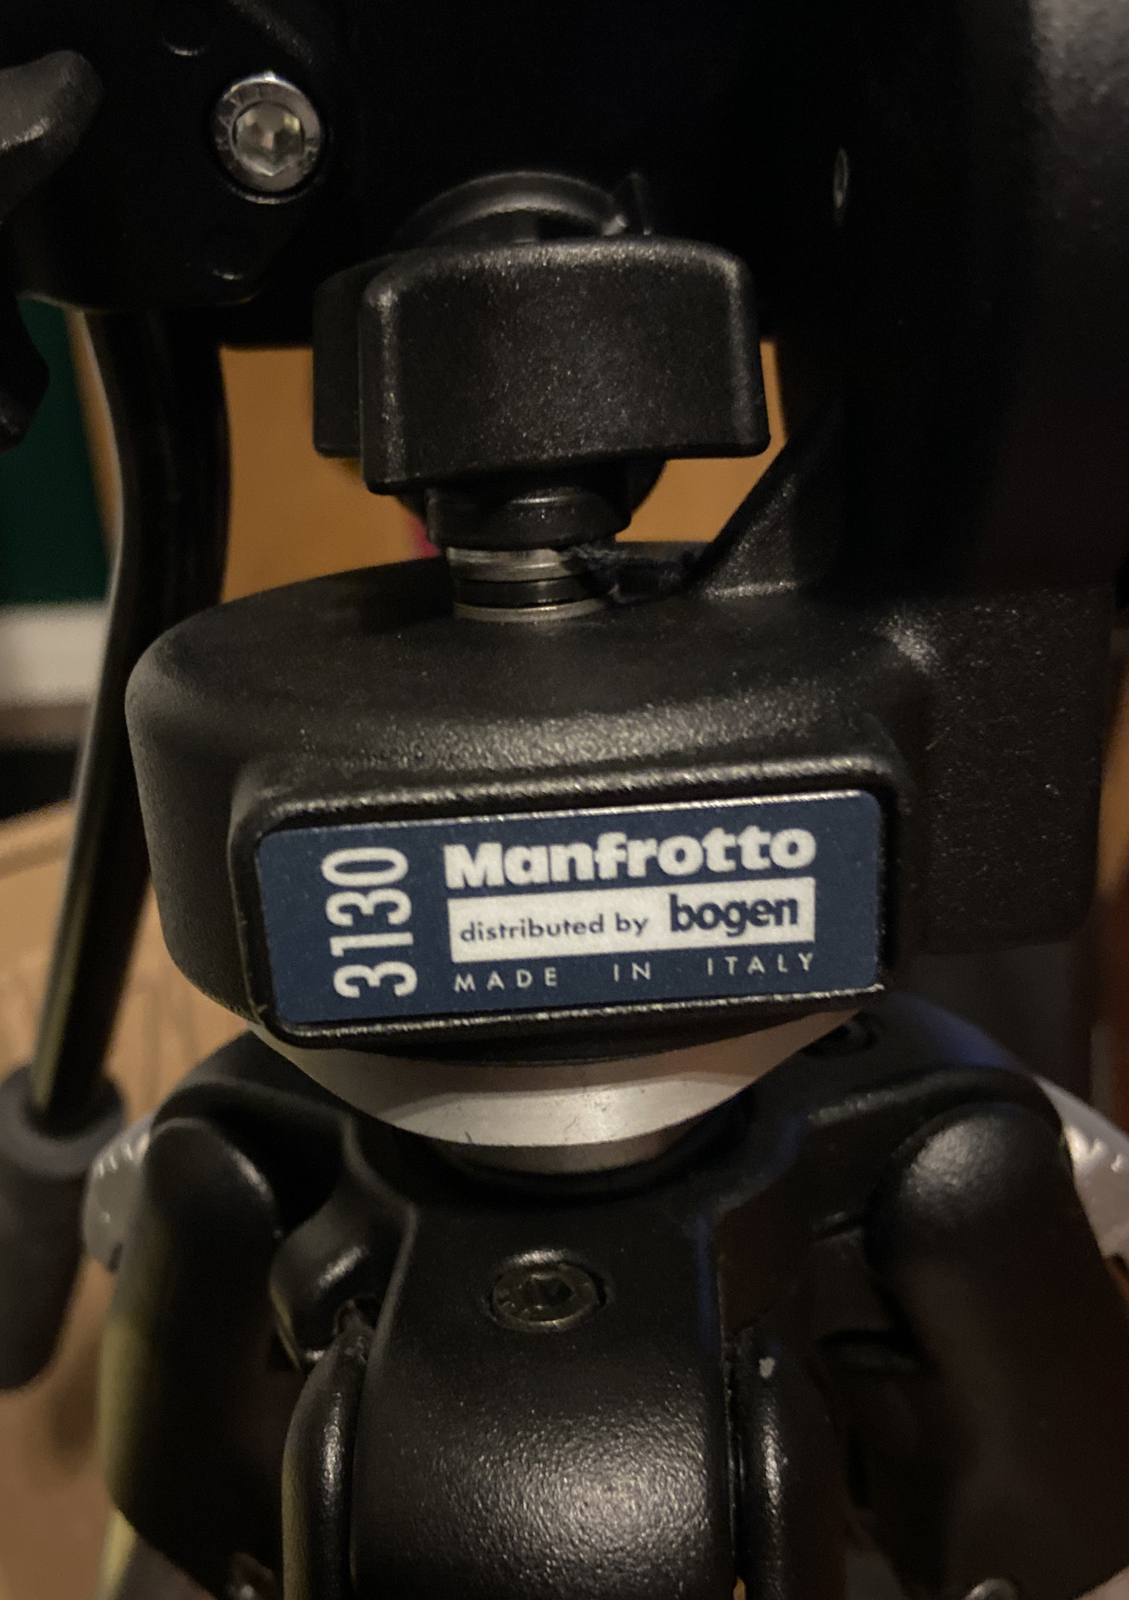 3130
Manfrotto
distributed by bogen
MADE IN ITALY